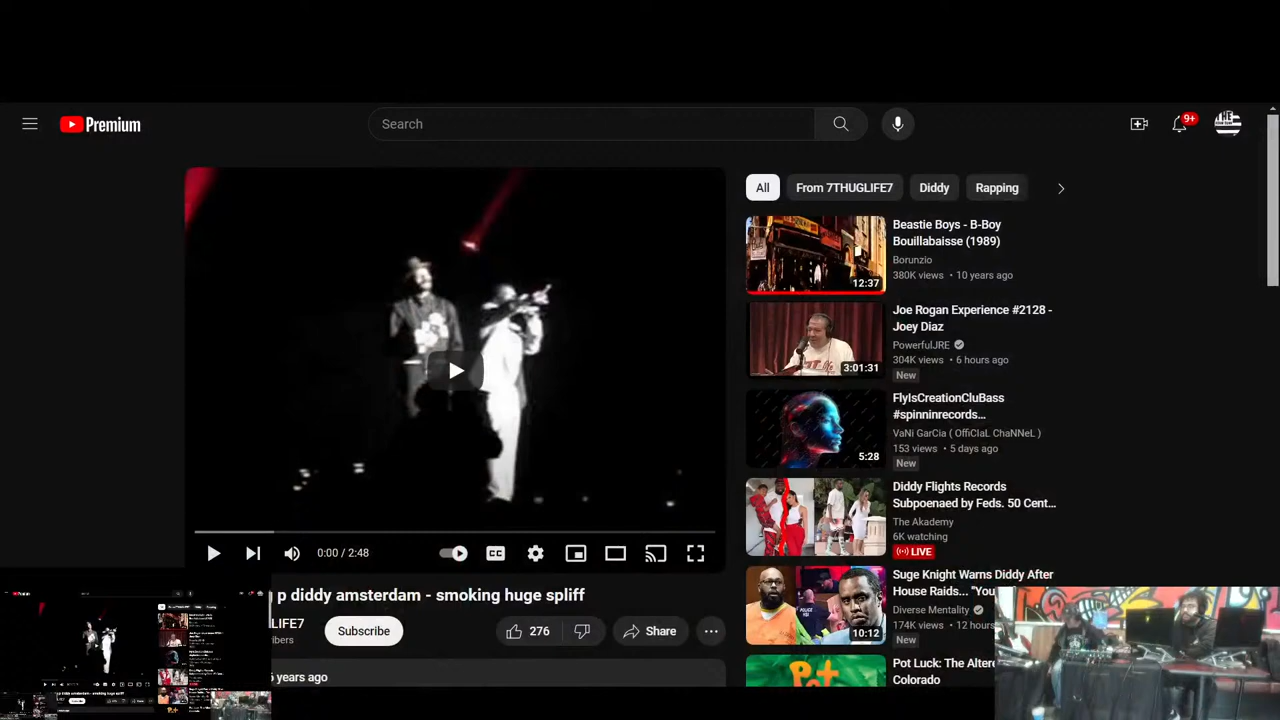 Premium
Search
9+
All
From 7THUGLIFE7
Diddy
Rapping
Beastie Boys - B-Boy
Bouillabaisse (1989)
Borunzio
380K views • 10 years ago
12:37
Joe Rogan Experience #2128 -
Joey Diaz
PowerfulJRE
304K views • 6 hours ago
New
3:01:31
FlyIsCreationCluBass
#spinninrecords…
VaNi GarCia ( OffiCIaL ChaNNeL )
153 views • 5 days ago
New
5:28
Diddy Flights Records
Subpoenaed by Feds. 50 Cent…
The Akademy
6K watching
LIVE
Suge Knight Warns Diddy After
House Raids... "You
Diverse Mentality
174K views • 12 hours
New
10:12
Pot Luck: The Altere
Colorado
0:00 / 2:48
CC
p diddy amsterdam - smoking huge spliff
LIFE7
ibers
Subscribe
276
Share
6 years ago